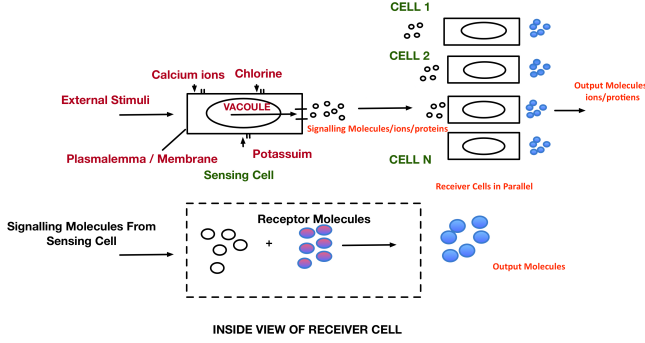 CELL 1
CELL 2
Calcium ions
Chlorine
External Stimuli
VACOULE
Output Molecules
ions/protiens
Signalling Molecules/ions/proteins
Plasmalemma / Membrane
Potassuim
CELL N
Sensing Cell
Receiver Cells in Parallel
Signalling Molecules From
Sensing Cell
Receptor Molecules
+
Output Molecules
INSIDE VIEW OF RECEIVER CELL